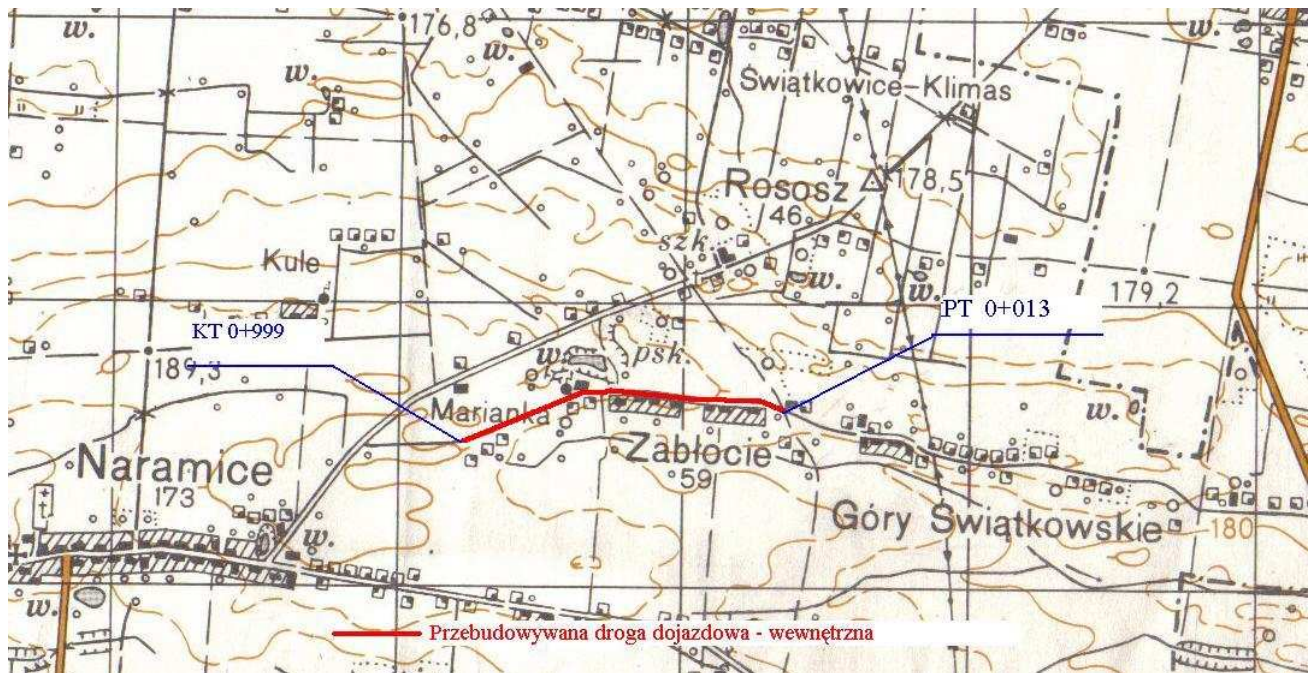 w.
176,8
w.
w.
L
Świątkowice-Klimas
Rososz
178,5
46
szk.
Kule
w.
w.
179,2
KT 0+999
PT 0+013
189,3
w.
psk.
Marianka
w.
Naramice
173
Zabłocie
59
Góry Świątkowskie
180
w.
w.
Przebudowywana droga dojazdowa - wewnętrzna